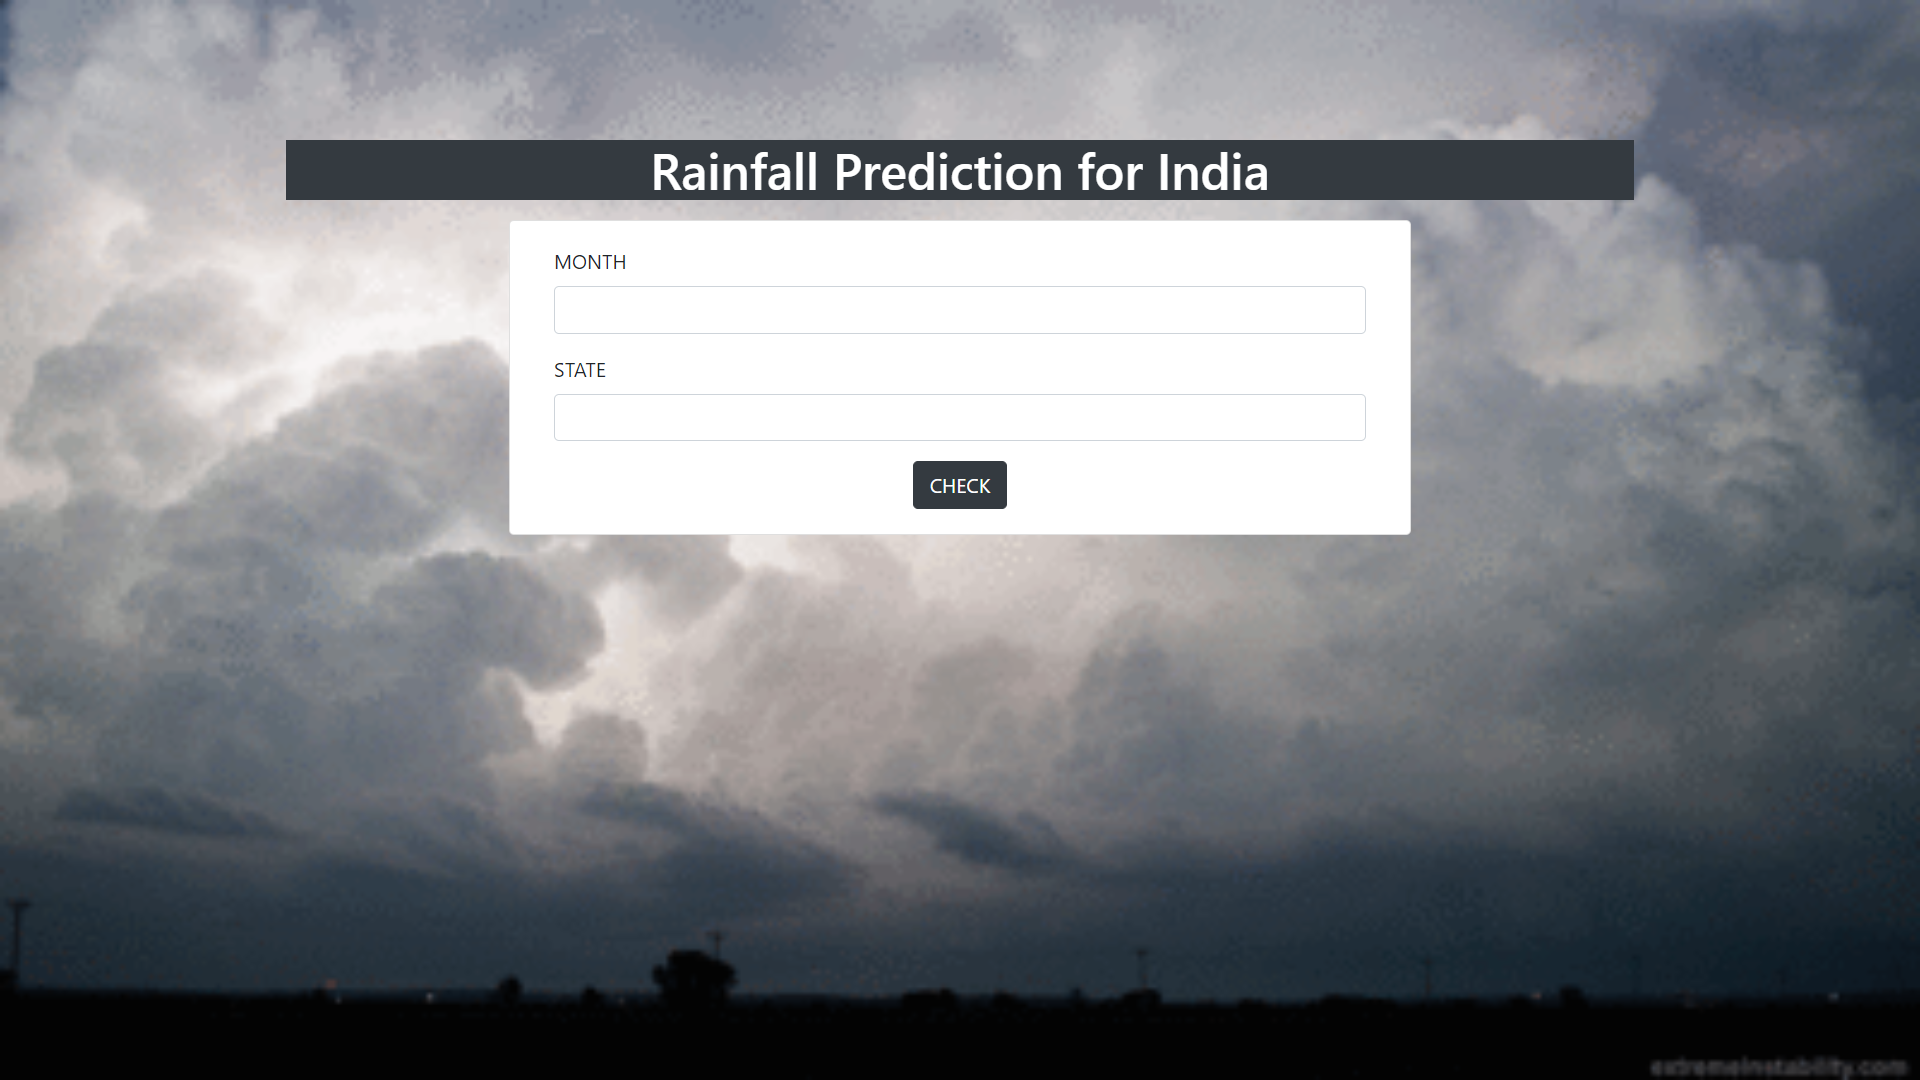 Rainfall Prediction for India
MONTH
STATE
CHECK
extremeinstability.com